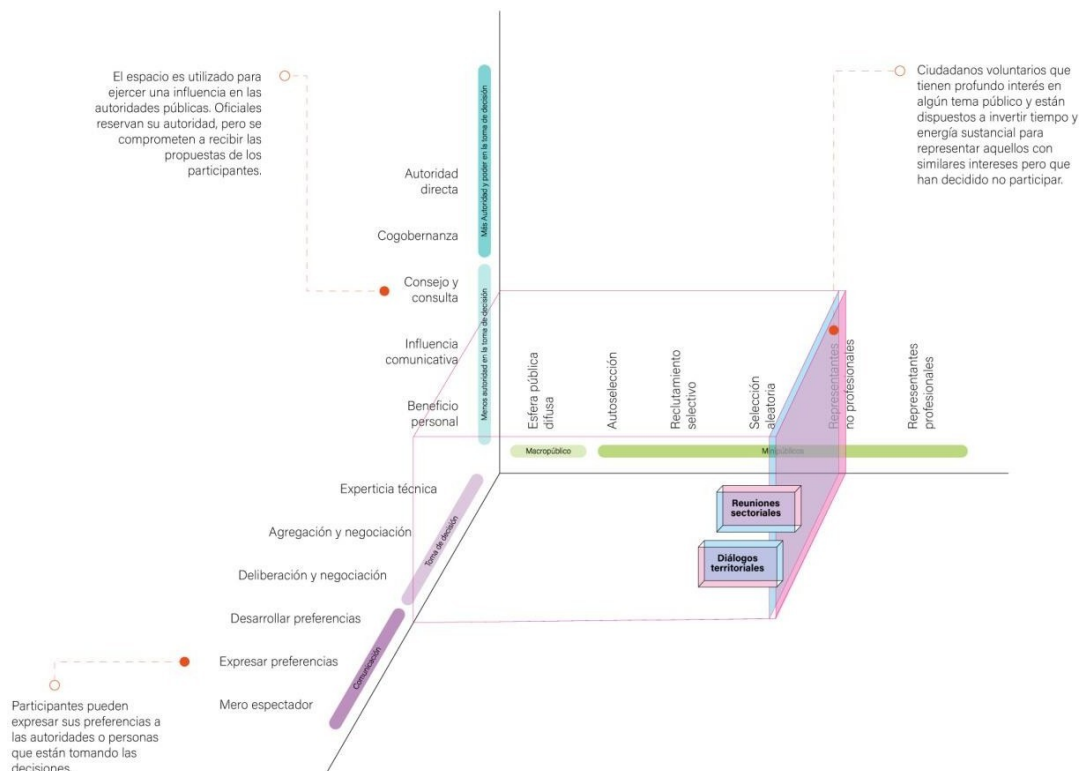 El espacio es utilizado para
ejercer una influencia en las
autoridades públicas. Oficiales
reservan su autoridad, pero se
comprometen a recibir las
propuestas de los
participantes.
Ciudadanos voluntarios que
tienen profundo interés en
algún tema público y están
dispuestos a invertir tiempo y
energía sustancial para
representar aquellos con
similares intereses pero que
han decidido no participar.
Más Autoridad y poder en la toma de decisión
Autoridad
directa
Cogobernanza
Menos autoridad en la toma de decisión
Consejo y
consulta
Influencia
comunicativa
Beneficio
personal
Esfera pública
difusa
Autoselección
Reclutamiento
selectivo
Selección
aleatoria
Representantes
no profesionales
Representantes
profesionales
Macropúblico
Minipúblicos
Toma de decisión
Experticia técnica
Agregación y negociación
Deliberación y negociación
Comunicación
Desarrollar preferencias
Expresar preferencias
Mero espectador
Reuniones
sectoriales
Diálogos
territoriales
Participantes pueden
expresar sus preferencias a
las autoridades o personas
que están tomando las
decisiones